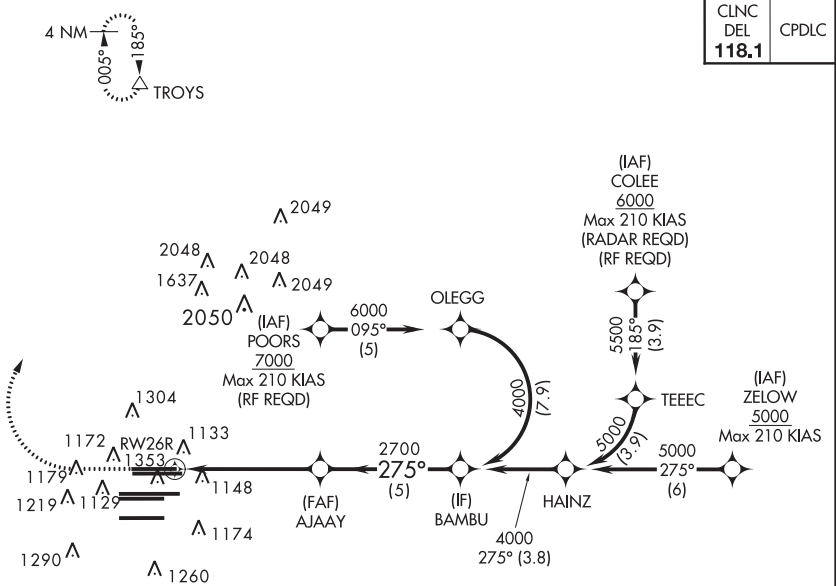 CLNC
DEL
118.1
CPDLC
4 NM
005°
185°
TROYS
(IAF)
COLEE
6000
Max 210 KIAS
(RADAR REQD)
(RF REQD)
2049
2048
2048
1637
2049
2050
(IAF)
POORS
7000
Max 210 KIAS
(RF REQD)
6000
095°
(5)
OLEGG
5500
185°
(3.9)
4000
(7.9)
TEEEC
5000
(3.9)
(IAF)
ZELOW
5000
Max 210 KIAS
1304
1172
RW26R
1133
1353
1179
1148
1219
1129
1174
1290
1260
2700
275°
(5)
5000
275°
(6)
(FAF)
AJAAY
(IF)
BAMBU
HAINZ
4000
275° (3.8)